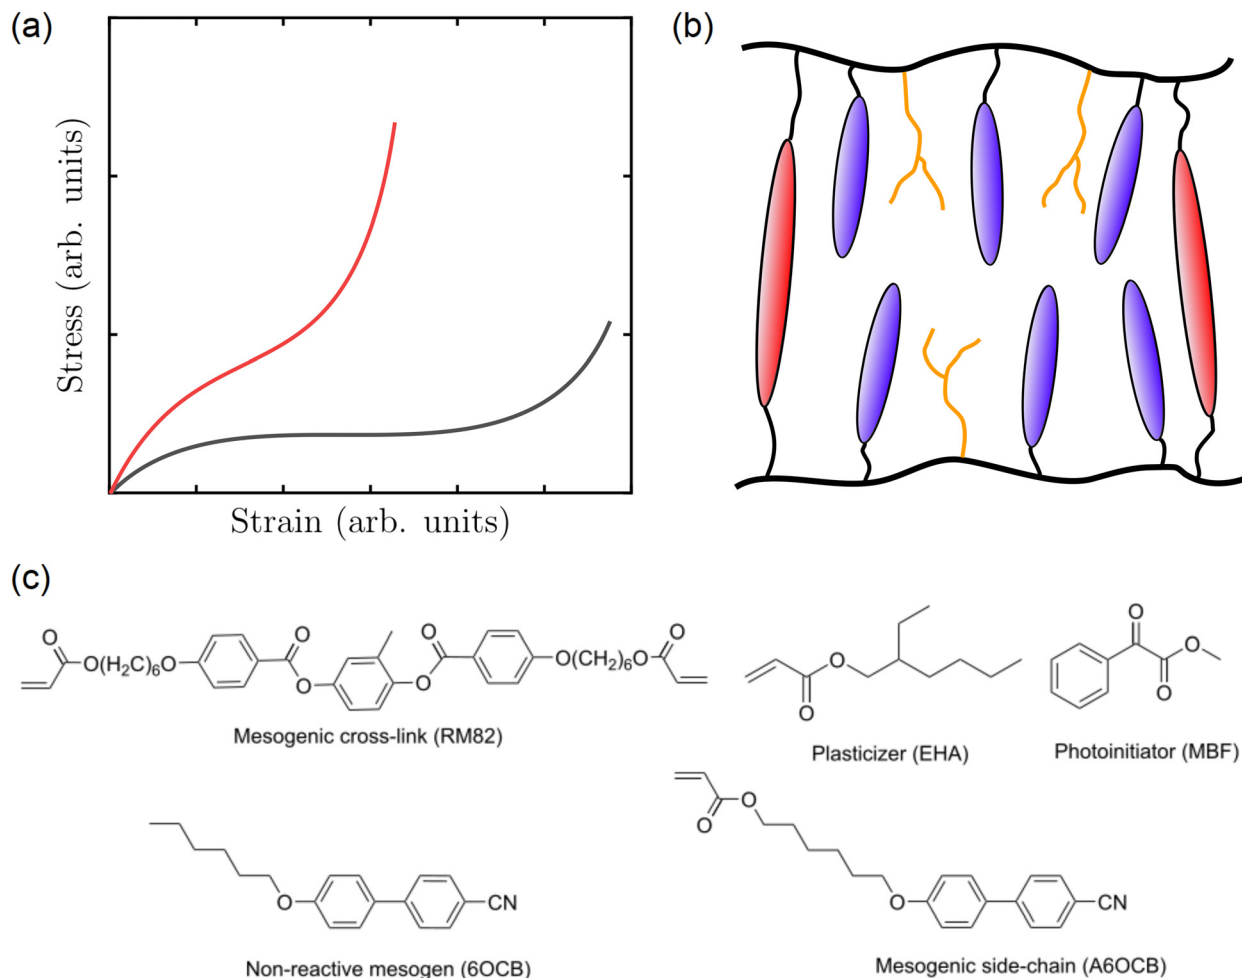 (a)
Stress (arb. units)
Strain (arb. units)
(b)
(c)
O
O(H₂C)₆O
O
O
O
O
O(CH₂)₆O
O
Mesogenic cross-link (RM82)
O
O
Plasticizer (EHA)
O
O
O
Photoinitiator (MBF)
O
CN
Non-reactive mesogen (6OCB)
O
O
O
CN
Mesogenic side-chain (A6OCB)